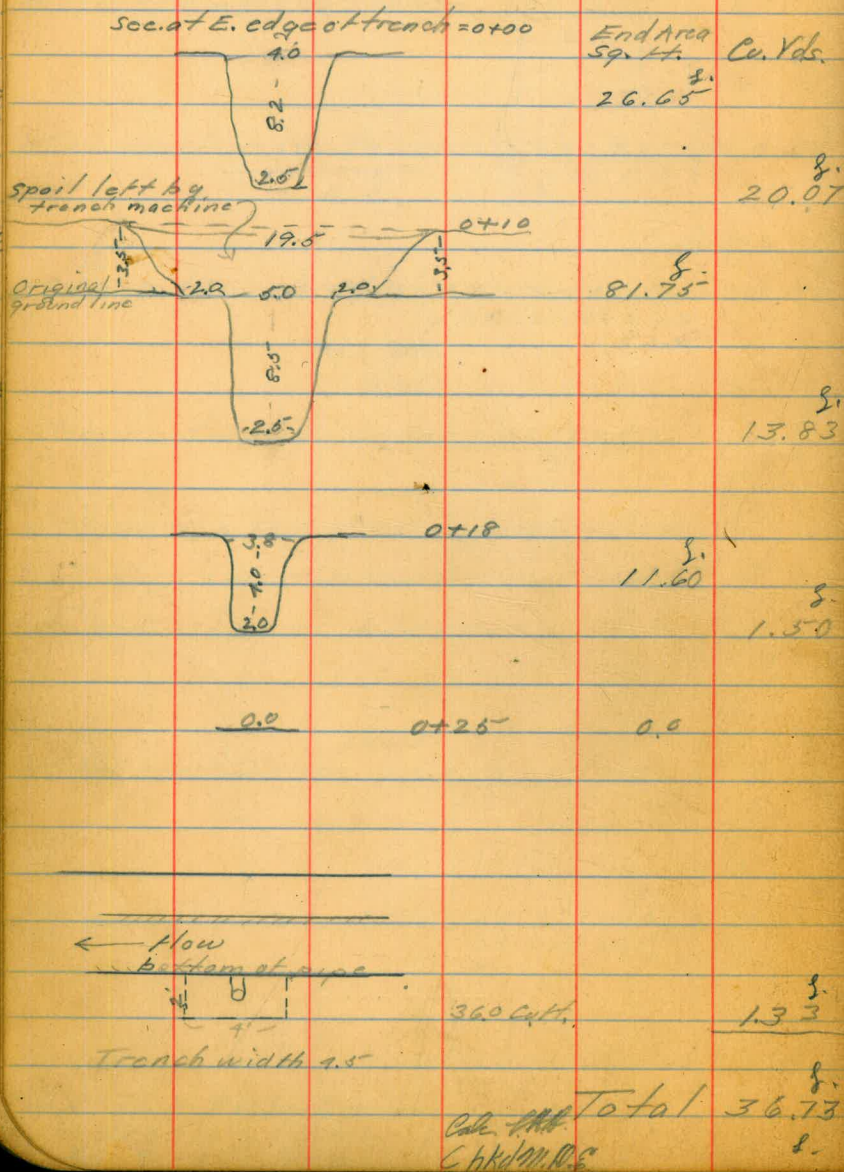 Sec. at E. edge of trench = 0+00
End Area
Sq. ft.
Cu. Yds.
4.0
8.2
26.65
2.5
20.07
spoil left by
trench machine
19.5
0+10
3.5
3.5
Original
ground line
2.0
5.0
2.0
81.75
8.5
2.5
13.83
0+18
3.8
4.0
11.60
2.0
1.50
0.0
0+25
0.0
flow
bottom of pipe
2'
4'
36.0 Cu ft.
1.33
Trench width 4.5
Total 36.73
Calc.
Chkd M.D.E.